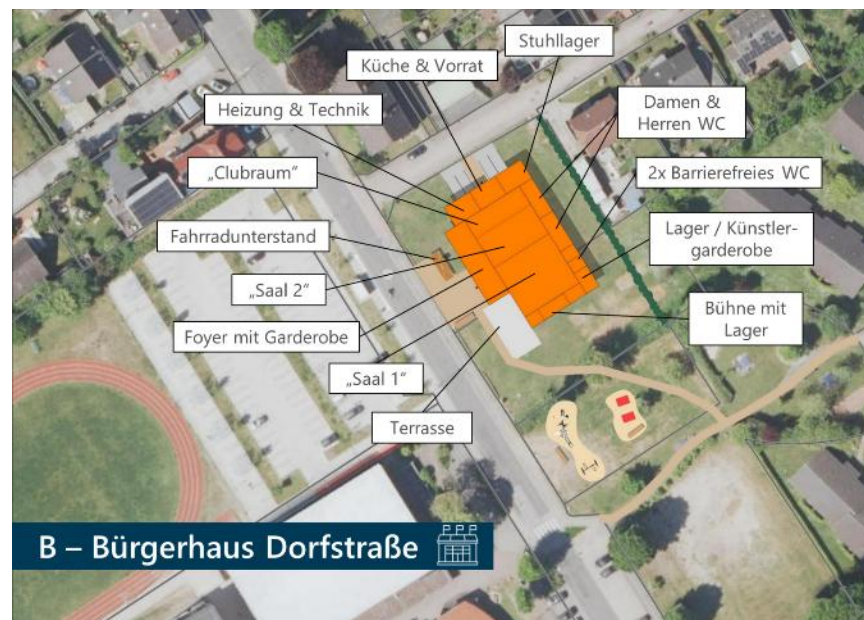 Stuhllager
Küche & Vorrat
Heizung & Technik
Damen &
Herren WC
„Clubraum“
2x Barrierefreies WC
Fahrradunterstand
Lager / Künstler-
garderobe
„Saal 2“
Foyer mit Garderobe
Bühne mit
Lager
„Saal 1“
Terrasse
B – Bürgerhaus Dorfstraße